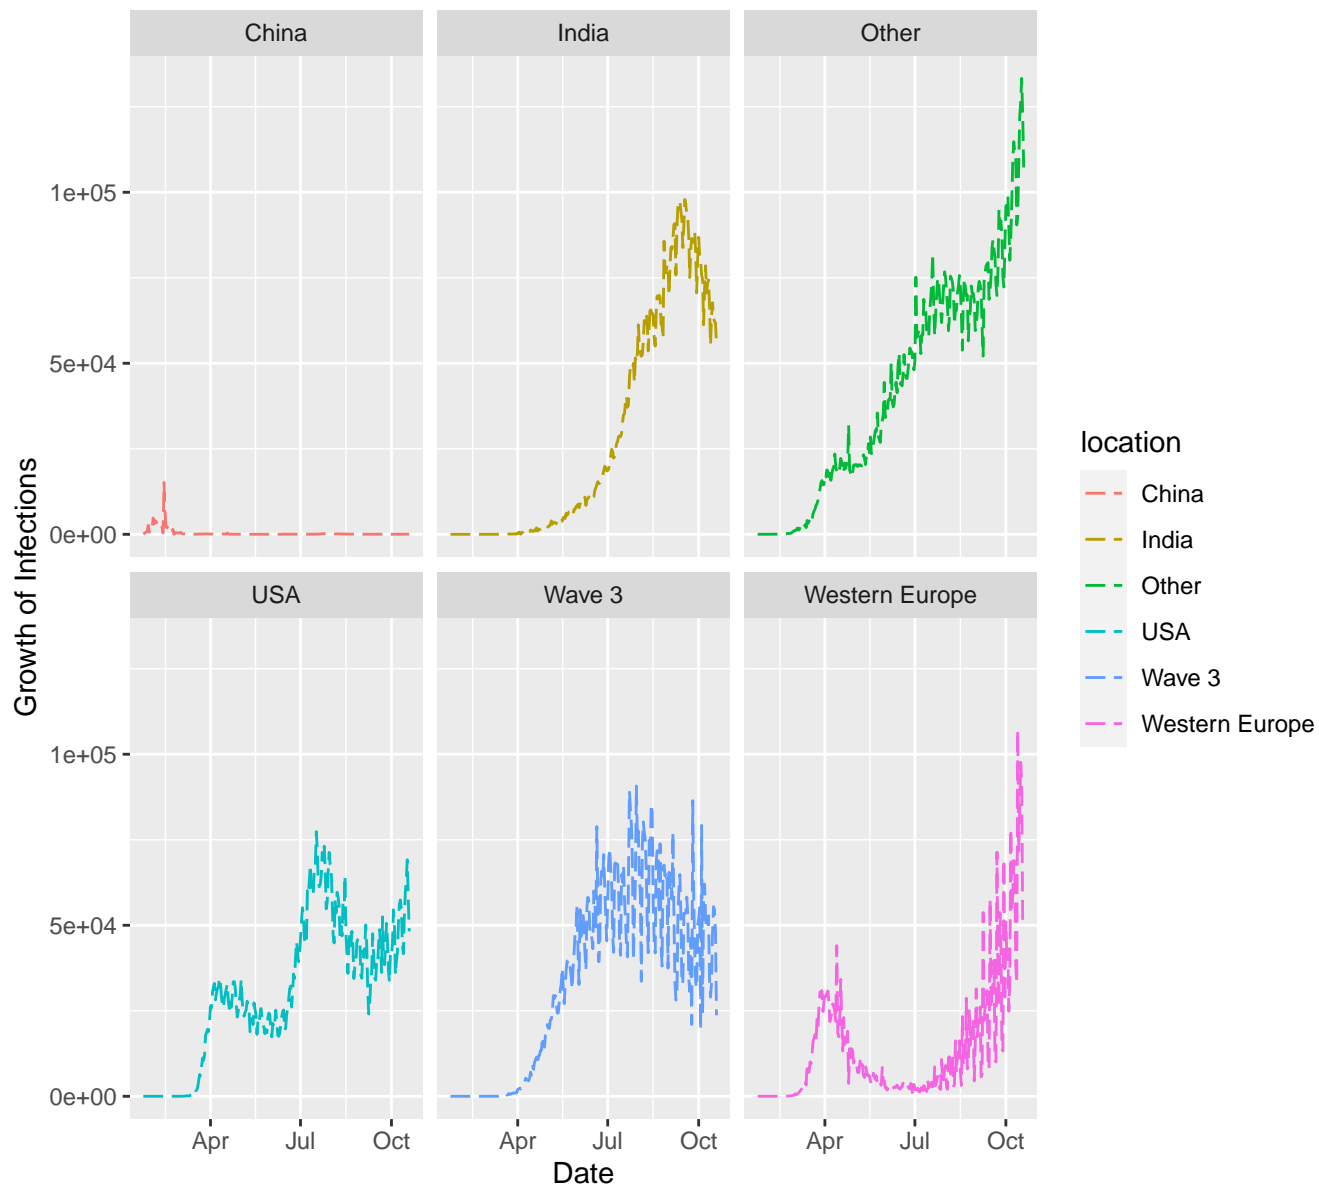 China
India
Other
1e+05
5e+04
0e+00
USA
Wave 3
Western Europe
1e+05
5e+04
0e+00
Apr
Jul
Oct
Apr
Jul
Oct
Apr
Jul
Oct
Date
Growth of Infections
location
China
India
Other
USA
Wave 3
Western Europe